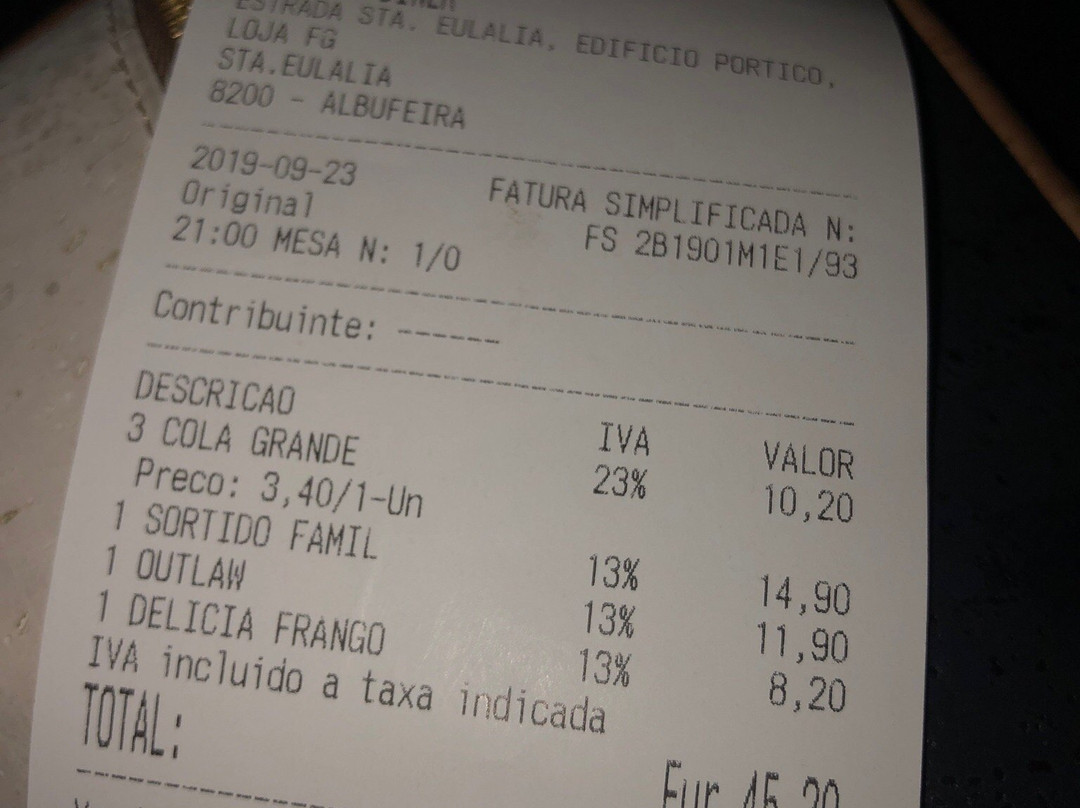 ESTRADA STA. EULALIA, EDIFICIO PORTICO,
LOJA FG
STA.EULALIA
8200 - ALBUFEIRA
2019-09-23 FATURA SIMPLIFICADA N:
Original FS 2B1901M1E1/93
21:00 MESA N: 1/0
Contribuinte: ------
DESCRICAO IVA VALOR
3 COLA GRANDE 23% 10,20
Preco: 3,40/1-Un
1 SORTIDO FAMIL 13% 14,90
1 OUTLAW 13% 11,90
1 DELICIA FRANGO 13% 8,20
IVA incluido a taxa indicada
TOTAL: Eur 45,20